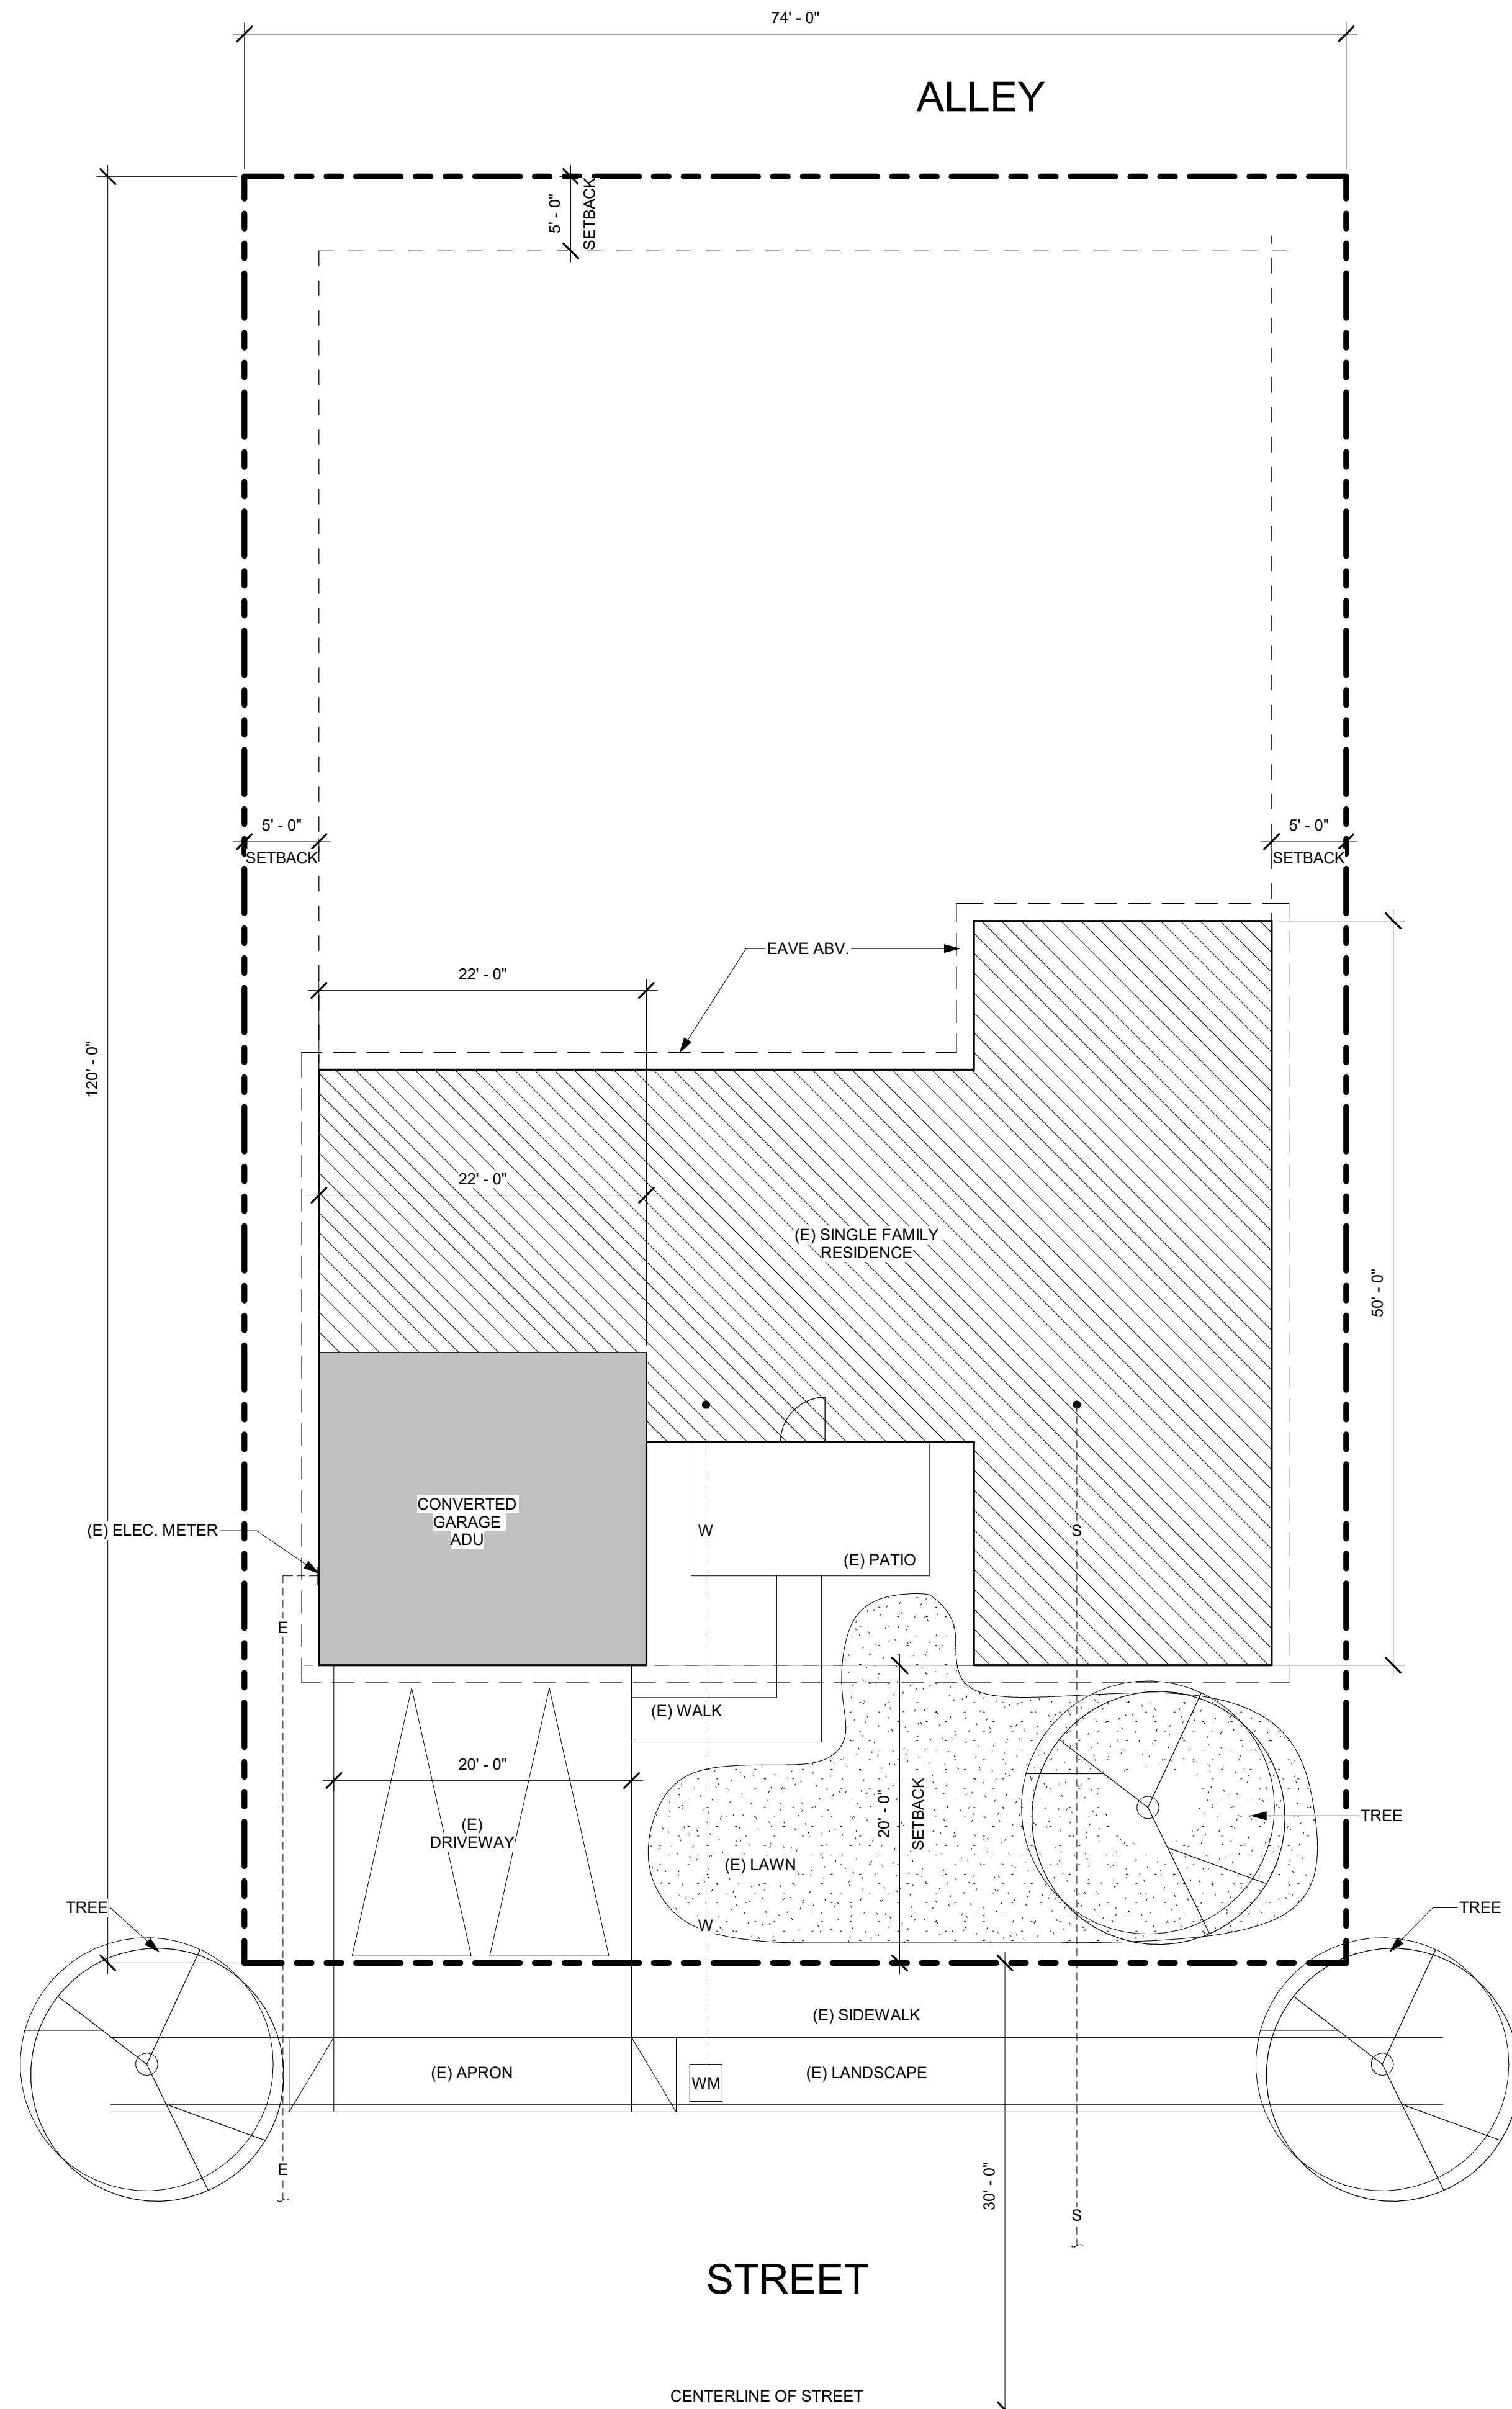 74' - 0"
ALLEY
5' - 0"
SETBACK
5' - 0"
SETBACK
5' - 0"
SETBACK
EAVE ABV.
22' - 0"
120' - 0"
22' - 0"
(E) SINGLE FAMILY
RESIDENCE
50' - 0"
CONVERTED
GARAGE
ADU
(E) ELEC. METER
W
S
(E) PATIO
E
(E) WALK
20' - 0"
20' - 0"
SETBACK
(E)
DRIVEWAY
TREE
(E) LAWN
TREE
TREE
W
(E) SIDEWALK
(E) APRON
WM
(E) LANDSCAPE
E
30' - 0"
S
STREET
CENTERLINE OF STREET